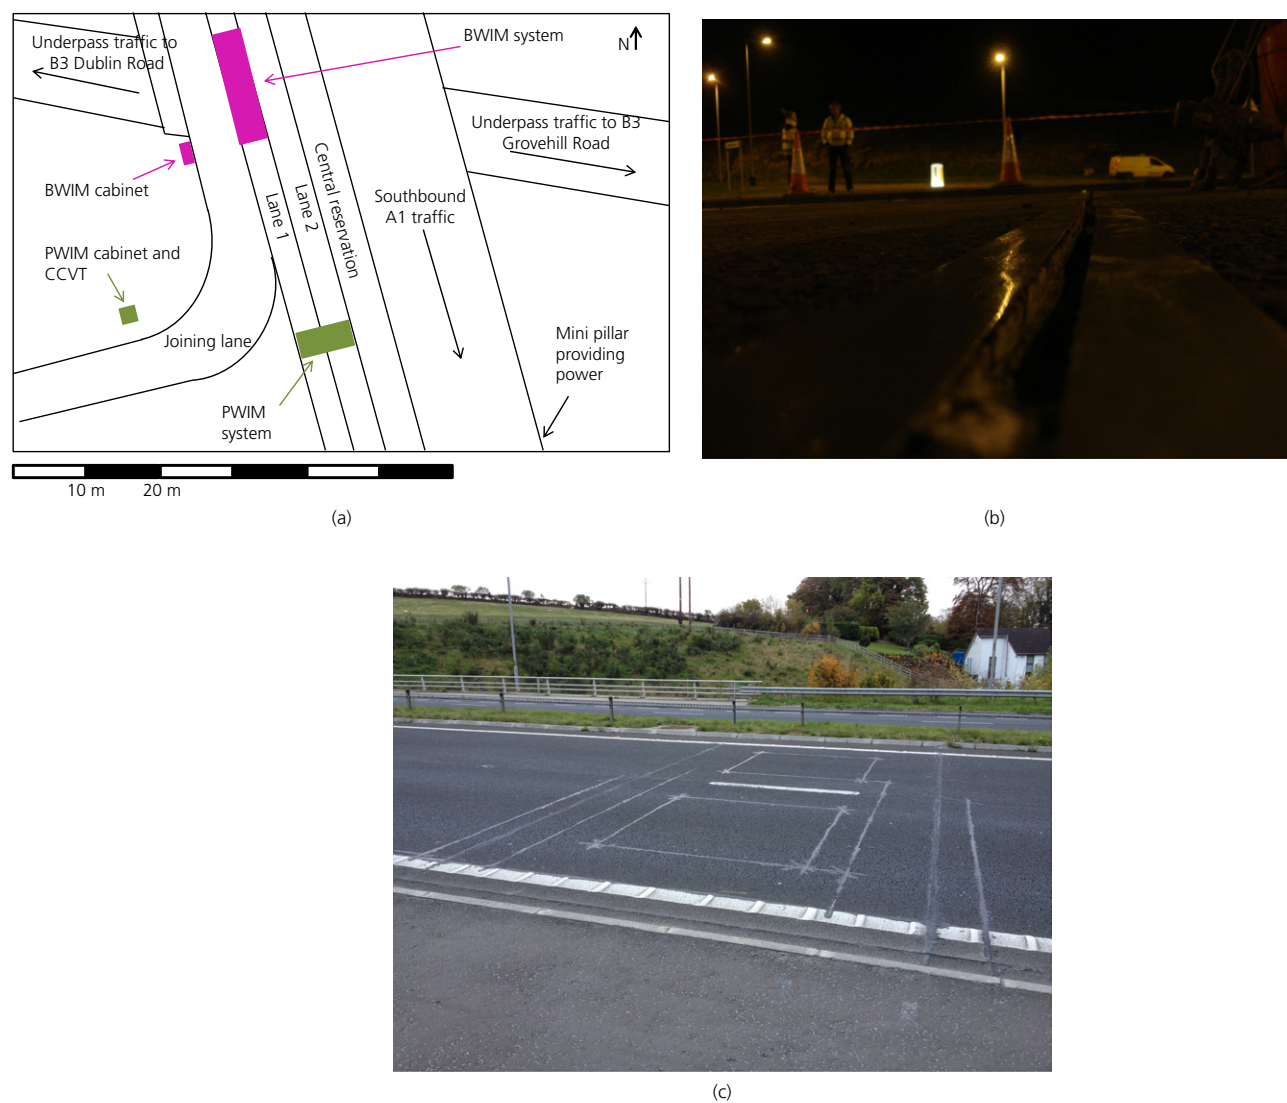 Underpass traffic to
B3 Dublin Road
BWIM system
N
Underpass traffic to B3
Grovehill Road
BWIM cabinet
Central reservation
Lane 2
Lane 1
Southbound
A1 traffic
PWIM cabinet and
CCVT
Joining lane
Mini pillar
providing
power
PWIM
system
10 m
20 m
(a)
(b)
(c)